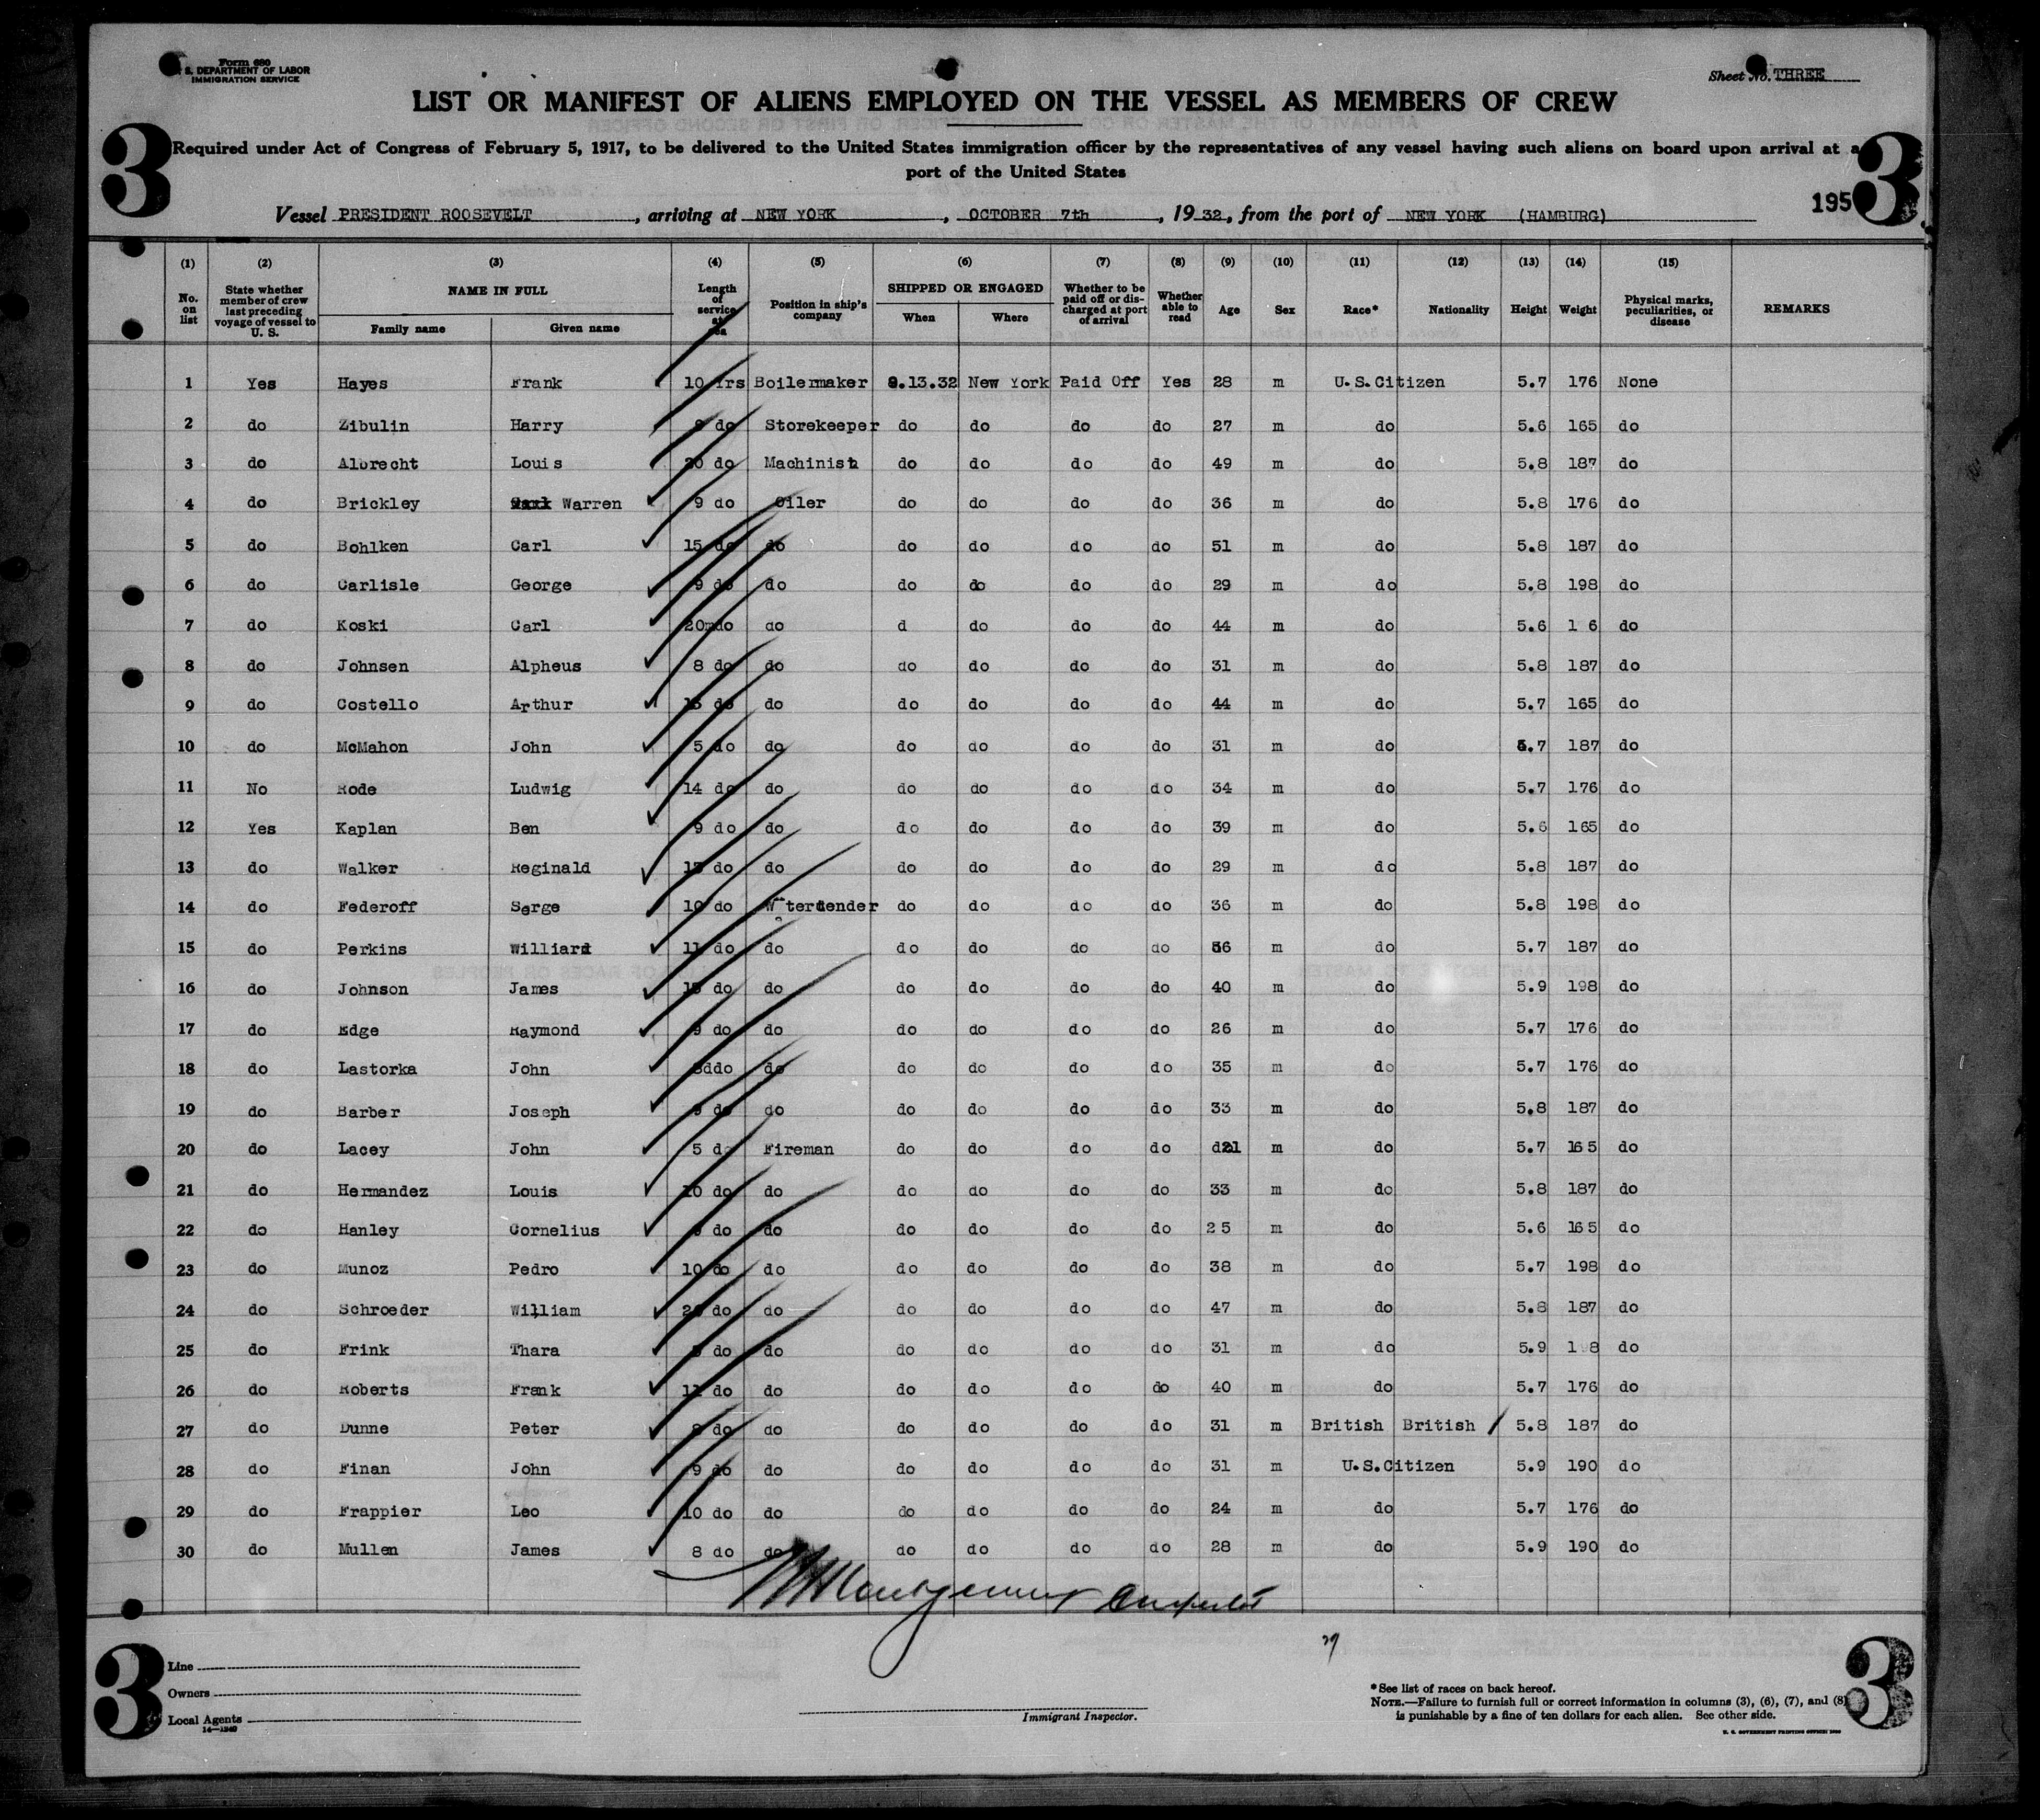 Form 680
U. S. DEPARTMENT OF LABOR
IMMIGRATION SERVICE
Sheet No. THREE
LIST OR MANIFEST OF ALIENS EMPLOYED ON THE VESSEL AS MEMBERS OF CREW
3 3
Required under Act of Congress of February 5, 1917, to be delivered to the United States immigration officer by the representatives of any vessel having such aliens on board upon arrival at a
port of the United States
195
Vessel PRESIDENT ROOSEVELT, arriving at NEW YORK, OCTOBER 7th, 1932, from the port of NEW YORK (HAMBURG)
(1) (2) (3) (4) (5) (6) (7) (8) (9) (10) (11) (12) (13) (14) (15)
No. on list State whether member of crew last preceding voyage of vessel to U. S. NAME IN FULL Family name Given name Length of service at sea Position in ship's company SHIPPED OR ENGAGED When Where Whether to be paid off or discharged at port of arrival Whether able to read Age Sex Race* Nationality Height Weight Physical marks, peculiarities, or disease REMARKS
1 Yes Hayes Frank 10 Yrs Boilermaker 9.13.32 New York Paid Off Yes 28 m U.S.Citizen 5.7 176 None
2 do Zibulin Harry do Storekeeper do do do do 27 m do 5.6 165 do
3 do Albrecht Louis 20 do Machinist do do do do 49 m do 5.8 187 do
4 do Brickley Warren 9 do Oiler do do do do 36 m do 5.8 176 do
5 do Bohlken Carl 15 do do do do do do 51 m do 5.8 187 do
6 do Carlisle George 9 do do do do do do 29 m do 5.8 198 do
7 do Koski Carl 20 do do d do do do 44 m do 5.6 1 6 do
8 do Johnsen Alpheus 8 do do do do do do 31 m do 5.8 187 do
9 do Costello Arthur do do do do do do 44 m do 5.7 165 do
10 do McMahon John 5 do do do do do do 31 m do 5.7 187 do
11 No Rode Ludwig 14 do do do do do do 34 m do 5.7 176 do
12 Yes Kaplan Ben 9 do do do do do do 39 m do 5.6 165 do
13 do Walker Reginald do do do do do do 29 m do 5.8 187 do
14 do Federoff Serge 10 do Watertender do do do do 36 m do 5.8 198 do
15 do Perkins Williard 11 do do do do do do 36 m do 5.7 187 do
16 do Johnson James do do do do do do 40 m do 5.9 198 do
17 do Edge Raymond 9 do do do do do do 26 m do 5.7 176 do
18 do Lastorka John do do do do do do 35 m do 5.7 176 do
19 do Barber Joseph 9 do do do do do do 33 m do 5.8 187 do
20 do Lacey John 5 do Fireman do do do do 21 m do 5.7 165 do
21 do Hernandez Louis 10 do do do do do do 33 m do 5.8 187 do
22 do Hanley Cornelius do do do do do do 25 m do 5.6 165 do
23 do Munoz Pedro 10 do do do do do do 38 m do 5.7 198 do
24 do Schroeder William do do do do do do 47 m do 5.8 187 do
25 do Frink Thara do do do do do do 31 m do 5.9 198 do
26 do Roberts Frank 11 do do do do do do 40 m do 5.7 176 do
27 do Dunne Peter do do do do do do 31 m British British 5.8 187 do
28 do Finan John 9 do do do do do do 31 m U.S.Citizen 5.9 190 do
29 do Frappier Leo 10 do do do do do do 24 m do 5.7 176 do
30 do Mullen James 8 do do do do do do 28 m do 5.9 190 do
3 3
Line
Owners
Local Agents
14—1240
Immigrant Inspector.
*See list of races on back hereof.
NOTE.—Failure to furnish full or correct information in columns (3), (6), (7), and (8)
is punishable by a fine of ten dollars for each alien. See other side.